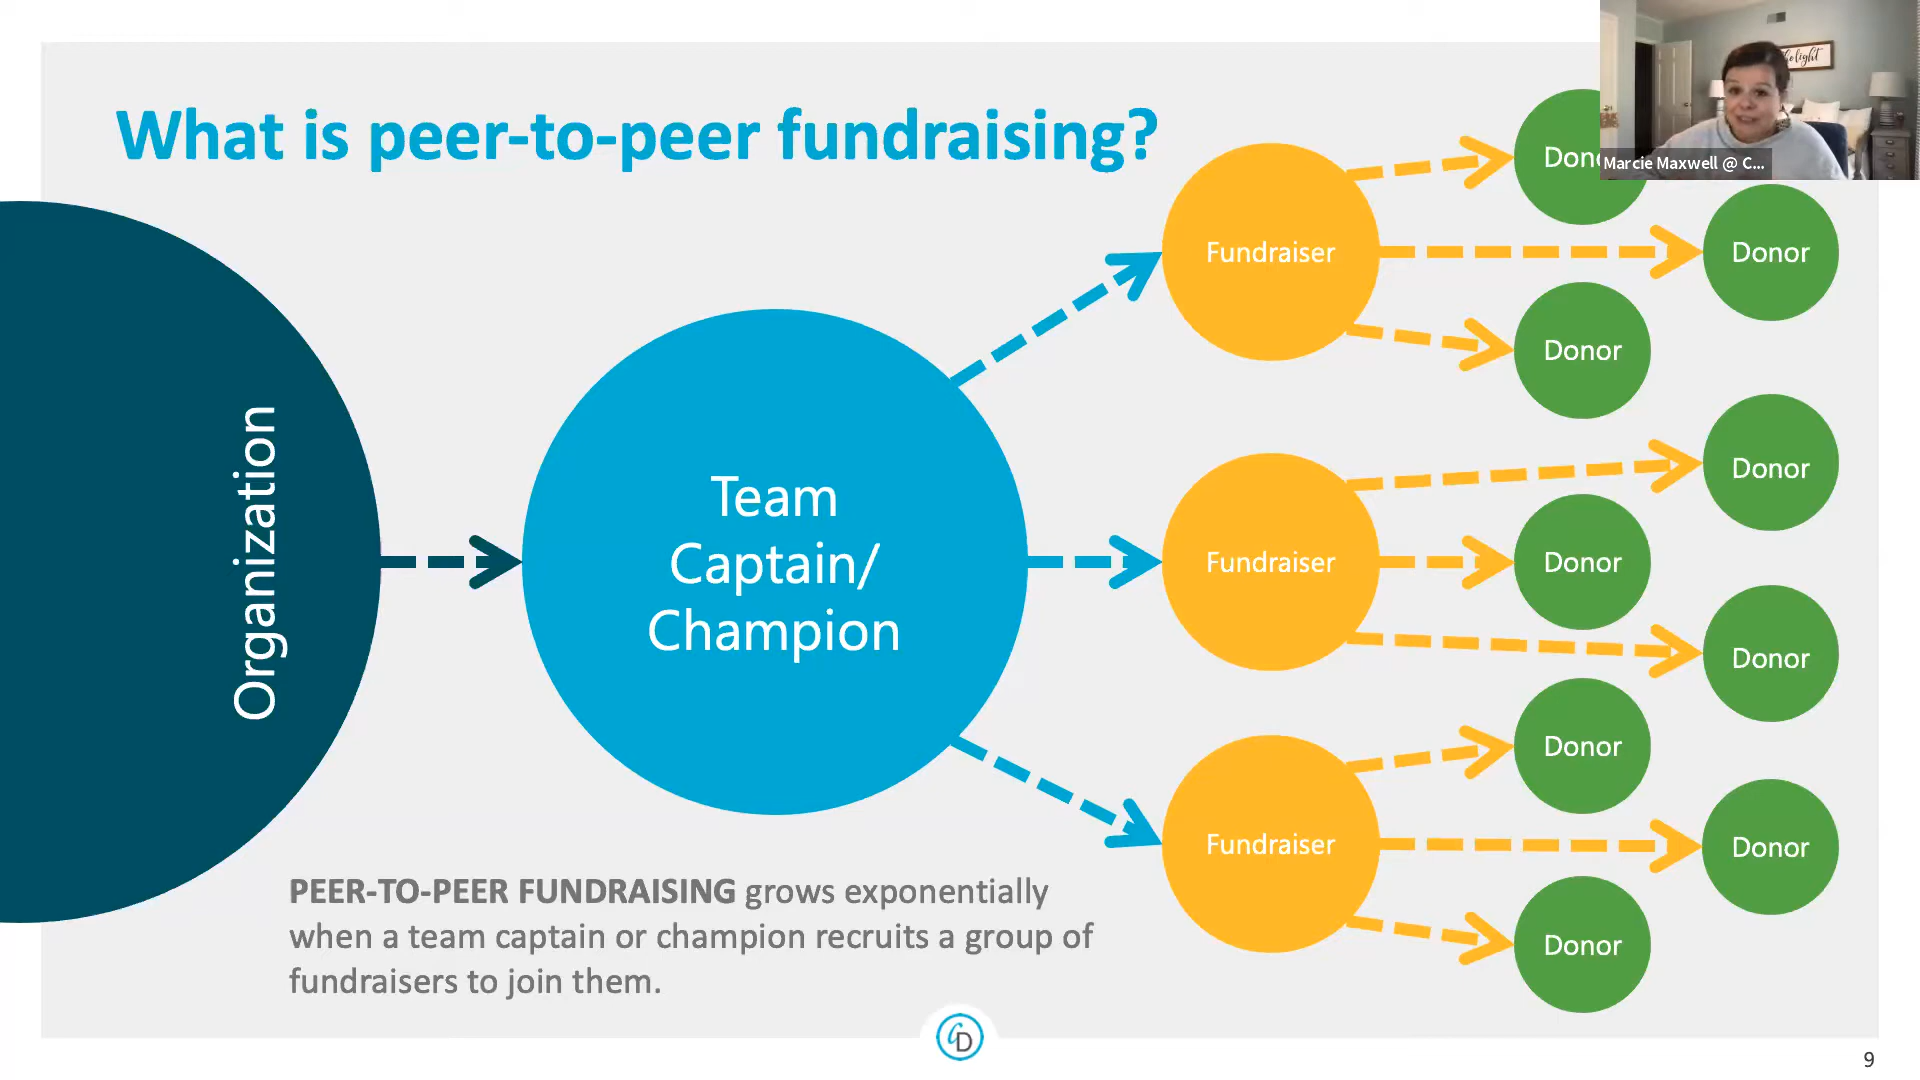 What is peer-to-peer fundraising?
Marcie Maxwell @ C...
Organization
Team
Captain/
Champion
Fundraiser
Fundraiser
Fundraiser
Donor
Donor
Donor
Donor
Donor
Donor
Donor
Donor
PEER-TO-PEER FUNDRAISING grows exponentially
when a team captain or champion recruits a group of
fundraisers to join them.
CD
9